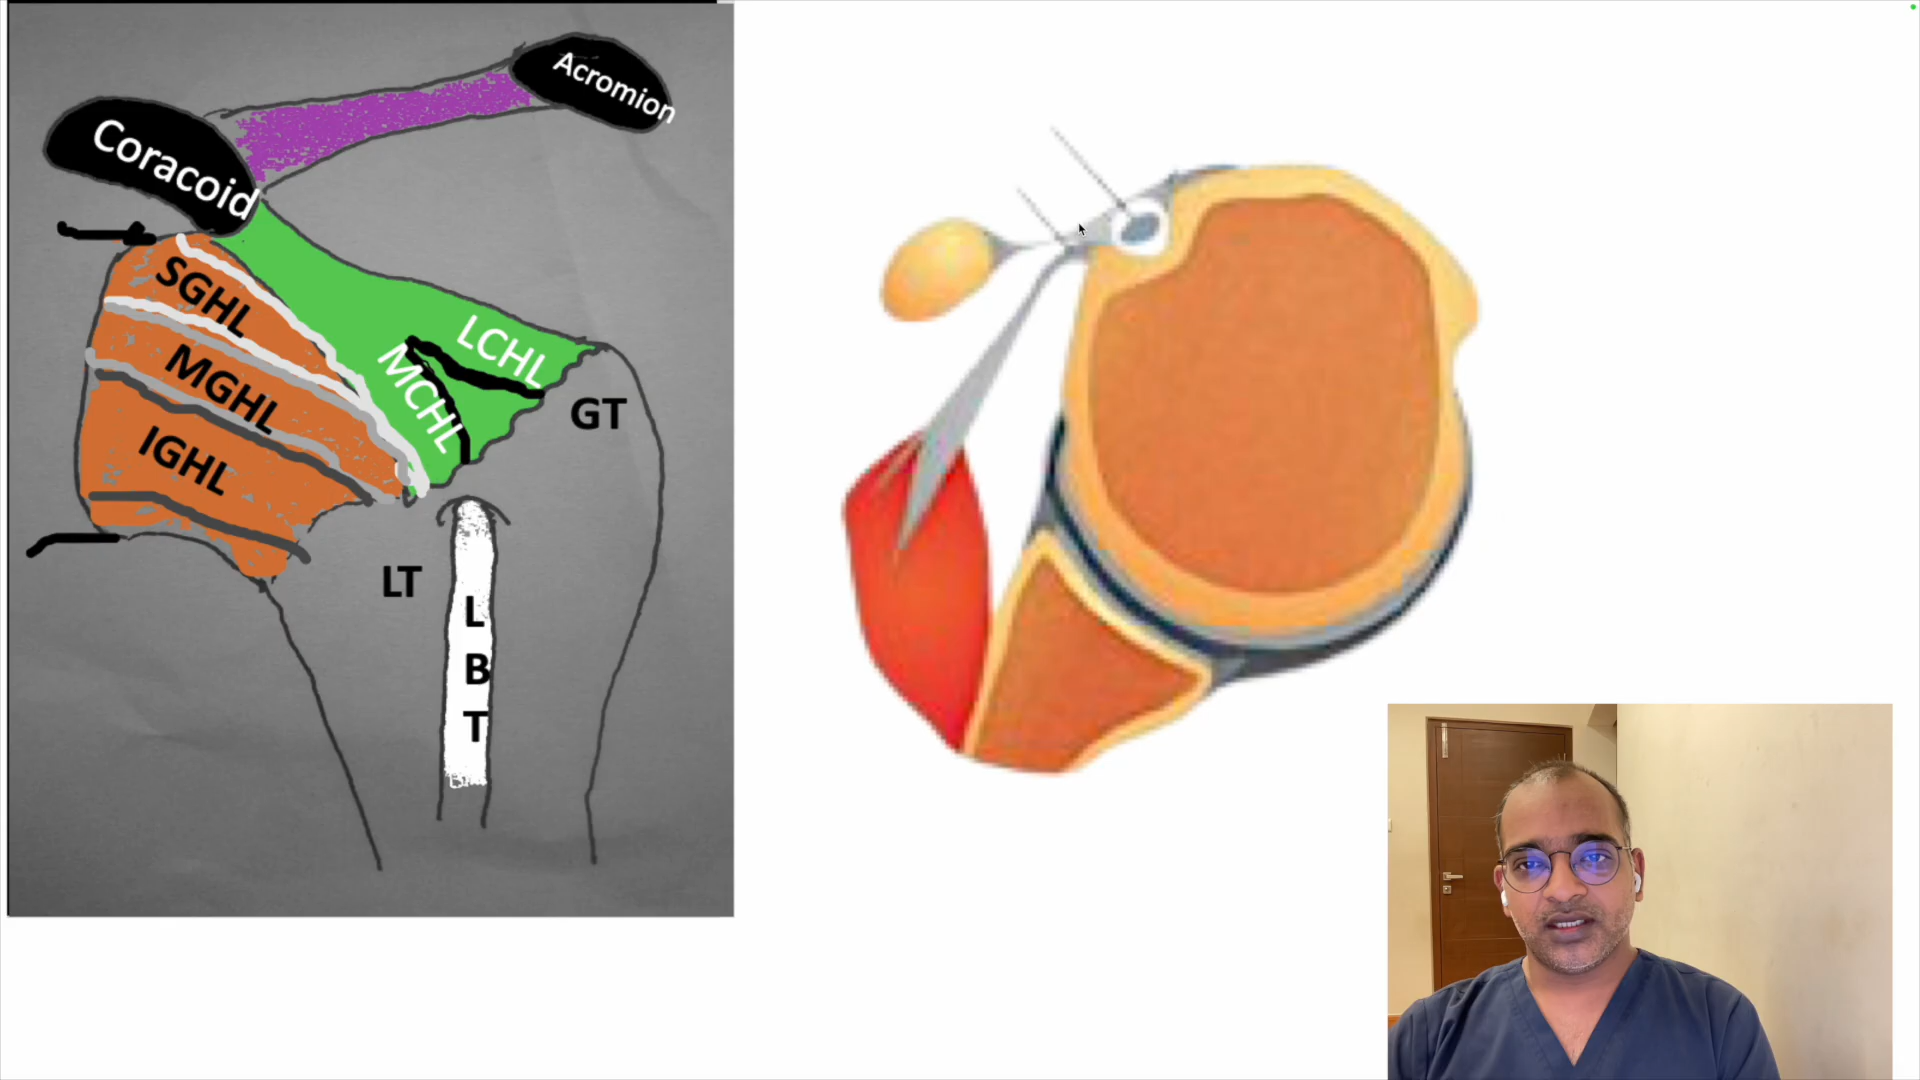 Acromion
Coracoid
SGHL
MGHL
IGHL
LCHL
MCHL
GT
LT
L
B
T